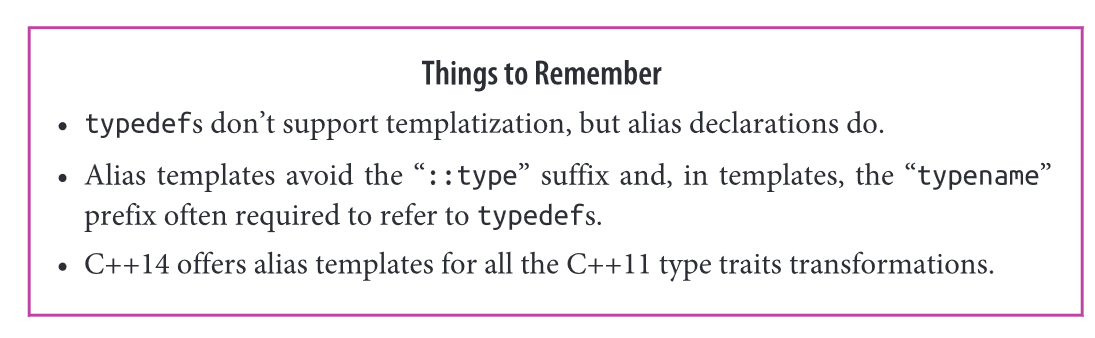 Things to Remember
• typedefs don’t support templatization, but alias declarations do.
• Alias templates avoid the “::type” suffix and, in templates, the “typename”
prefix often required to refer to typedefs.
• C++14 offers alias templates for all the C++11 type traits transformations.